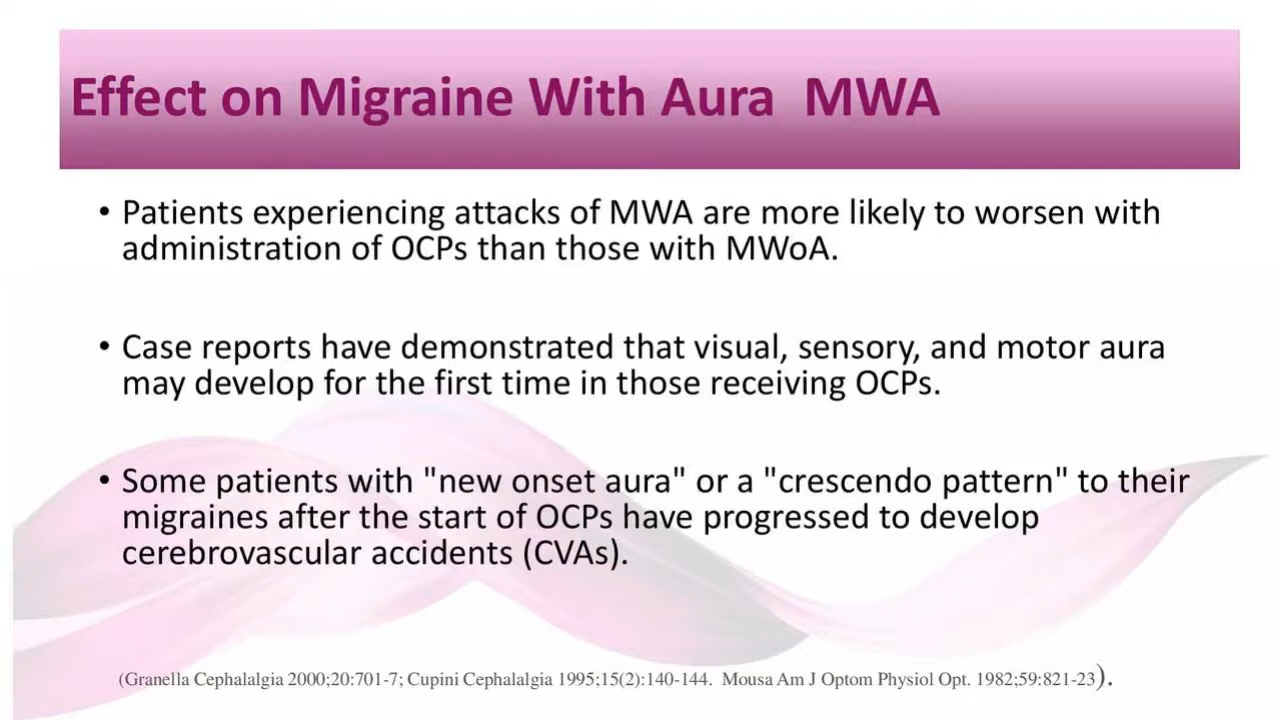 Effect on Migraine With Aura  MWA
• Patients experiencing attacks of MWA are more likely to worsen with
administration of OCPs than those with MWoA.
• Case reports have demonstrated that visual, sensory, and motor aura
may develop for the first time in those receiving OCPs.
• Some patients with "new onset aura" or a "crescendo pattern" to their
migraines after the start of OCPs have progressed to develop
cerebrovascular accidents (CVAs).
(Granella Cephalalgia 2000;20:701-7; Cupini Cephalalgia 1995;15(2):140-144.  Mousa Am J Optom Physiol Opt. 1982;59:821-23).